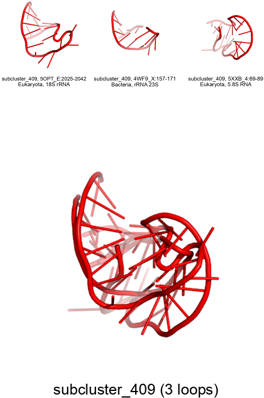 subcluster_409, 5OPT_E:2025-2042
Eukaryota, 18S rRNA
subcluster_409, 4WF9_X:157-171
Bacteria, rRNA 23S
subcluster_409, 5XXB_4:69-89
Eukaryota, 5.8S RNA
subcluster_409 (3 loops)